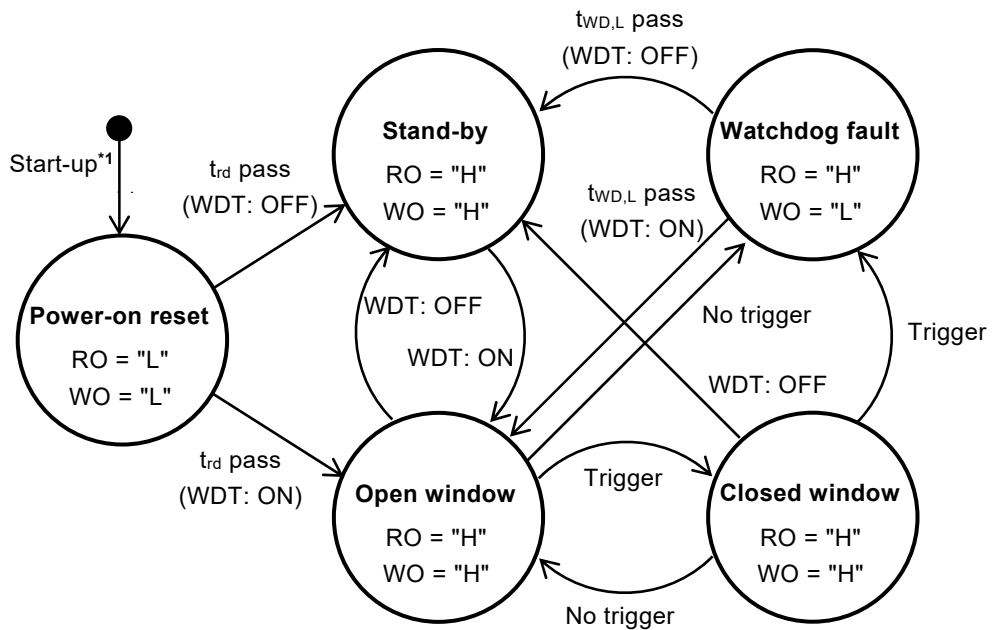 tWD,L pass
(WDT: OFF)
Stand-by
RO = "H"
WO = "H"
Watchdog fault
RO = "H"
WO = "L"
Start-up*1
trd pass
(WDT: OFF)
tWD,L pass
(WDT: ON)
Power-on reset
RO = "L"
WO = "L"
WDT: OFF
WDT: ON
No trigger
Trigger
WDT: OFF
trd pass
(WDT: ON)
Open window
RO = "H"
WO = "H"
Trigger
Closed window
RO = "H"
WO = "H"
No trigger